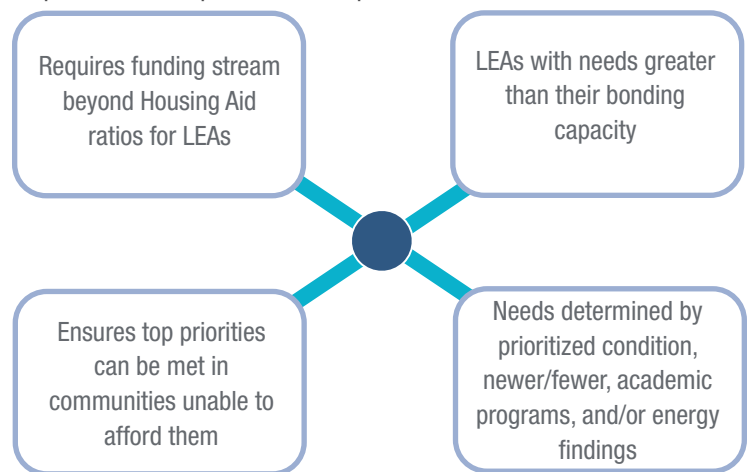 Requires funding stream
beyond Housing Aid
ratios for LEAs
LEAs with needs greater
than their bonding
capacity
Ensures top priorities
can be met in
communities unable to
afford them
Needs determined by
prioritized condition,
newer/fewer, academic
programs, and/or energy
findings